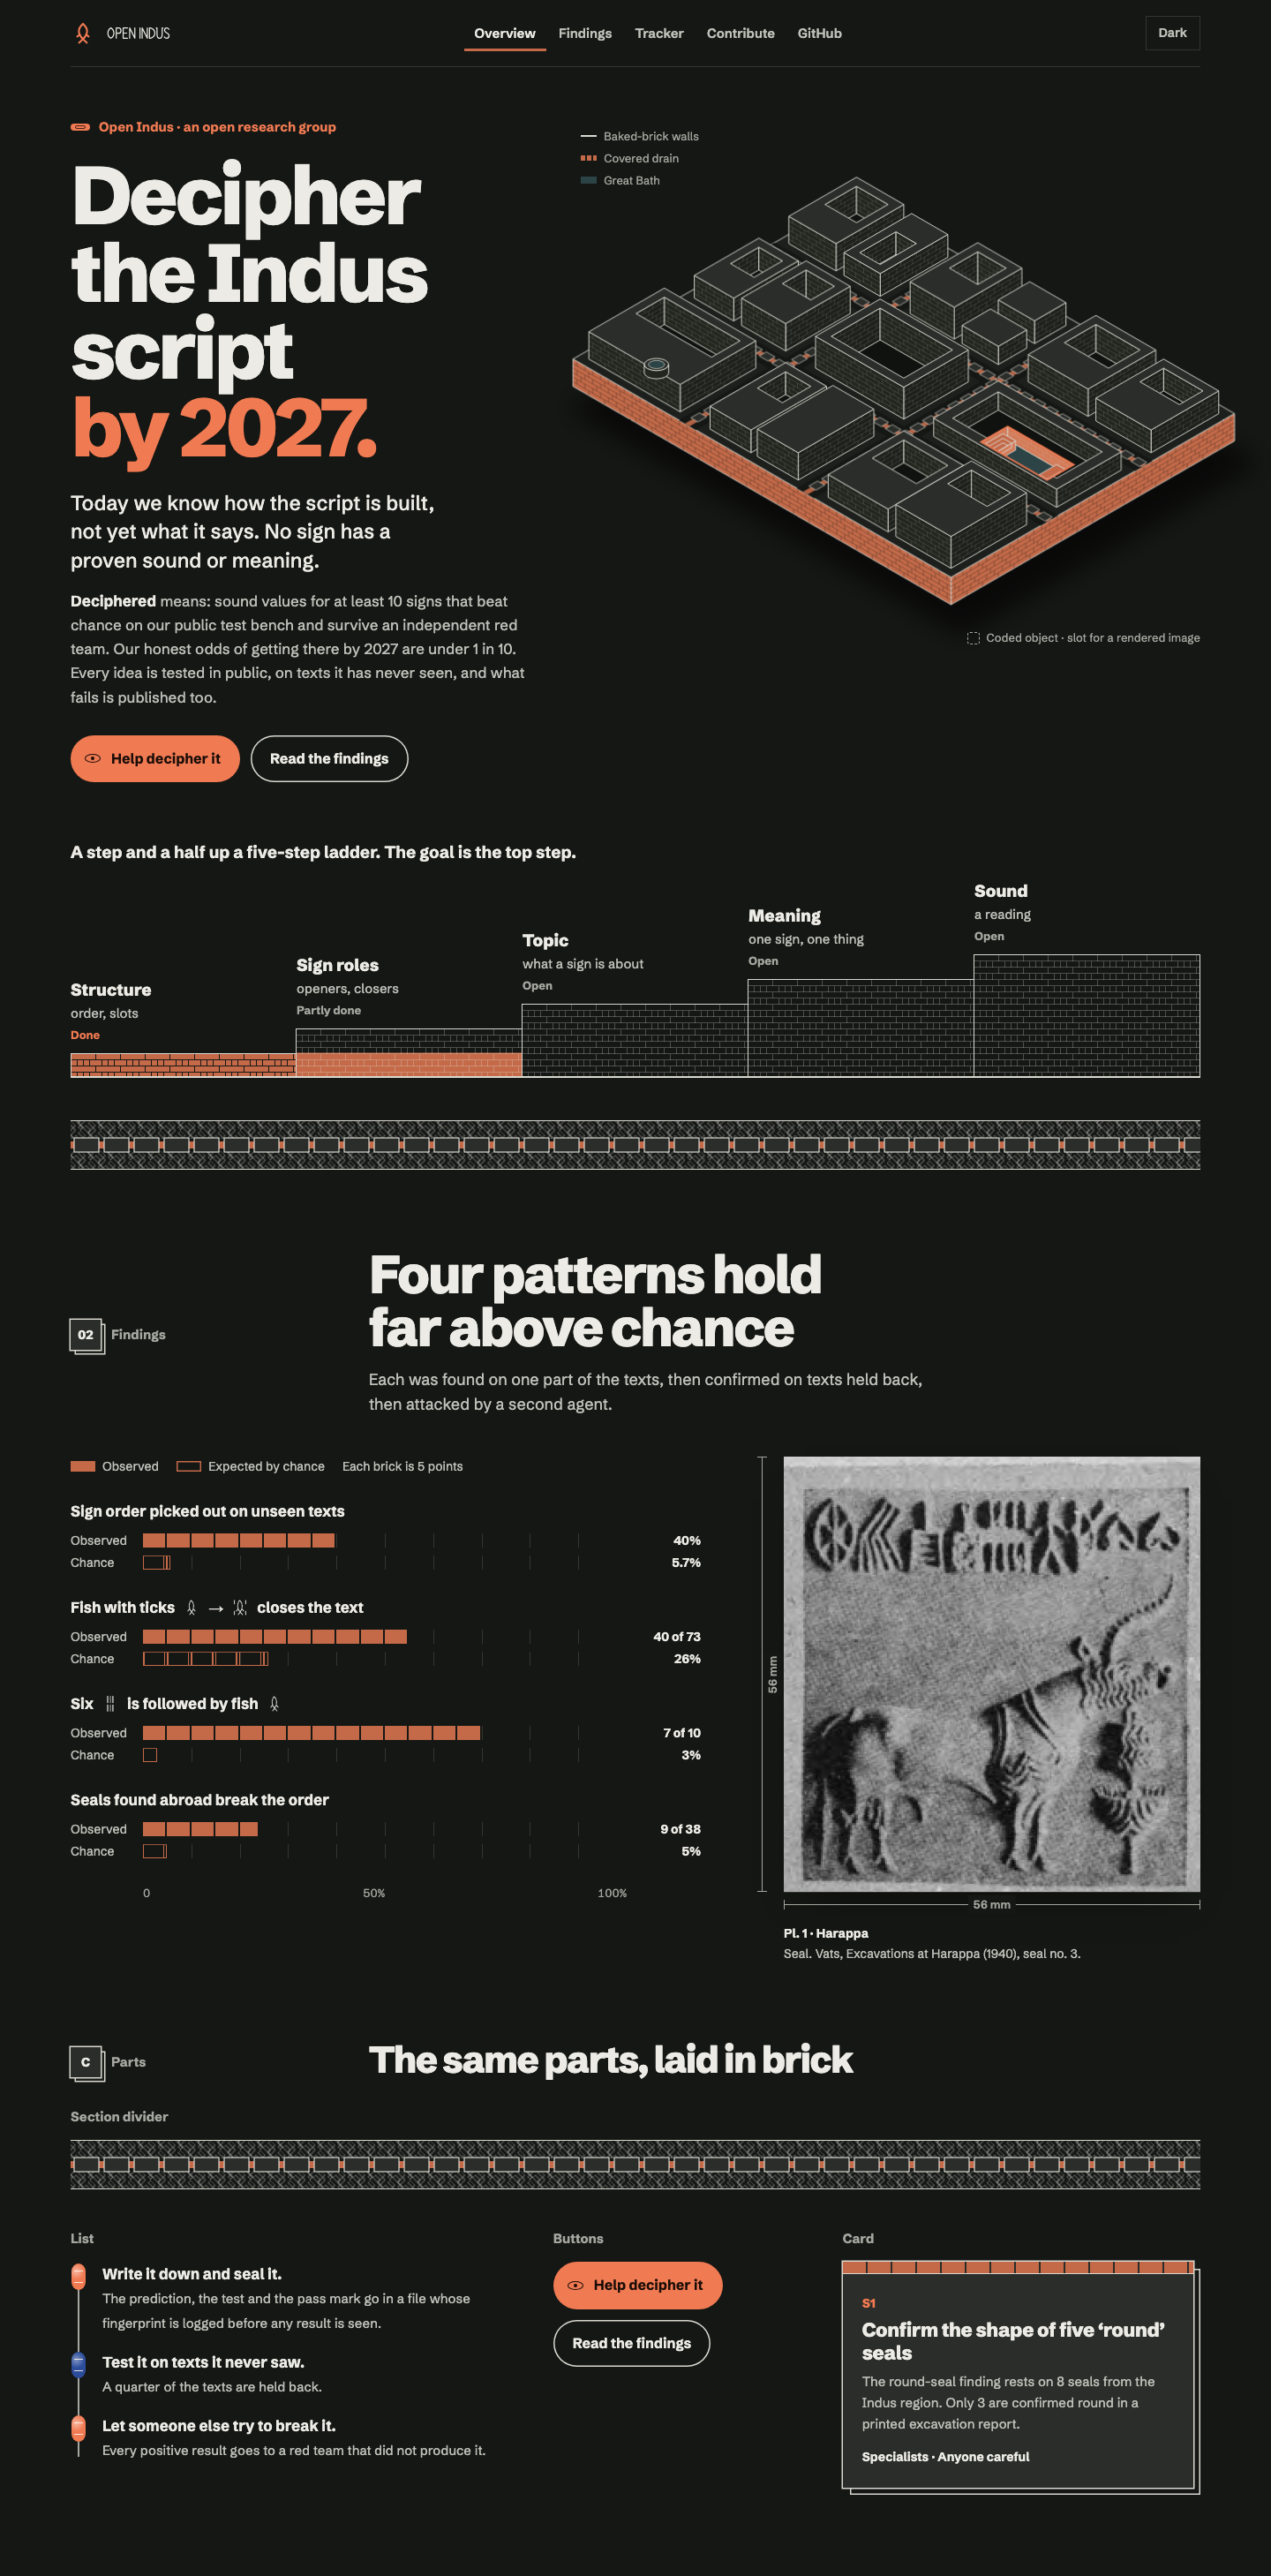 OPEN INDUS
Overview Findings Tracker Contribute GitHub
Dark
Open Indus · an open research group
Decipher
the Indus
script
by 2027.
Today we know how the script is built,
not yet what it says. No sign has a
proven sound or meaning.
Deciphered means: sound values for at least 10 signs that beat
chance on our public test bench and survive an independent red
team. Our honest odds of getting there by 2027 are under 1 in 10.
Every idea is tested in public, on texts it has never seen, and what
fails is published too.
Help decipher it
Read the findings
Baked-brick walls
Covered drain
Great Bath
Coded object · slot for a rendered image
A step and a half up a five-step ladder. The goal is the top step.
Structure
order, slots
Done
Sign roles
openers, closers
Partly done
Topic
what a sign is about
Open
Meaning
one sign, one thing
Open
Sound
a reading
Open
02 Findings
Four patterns hold
far above chance
Each was found on one part of the texts, then confirmed on texts held back,
then attacked by a second agent.
Observed Expected by chance Each brick is 5 points
Sign order picked out on unseen texts
Observed 40%
Chance 5.7%
Fish with ticks → closes the text
Observed 40 of 73
Chance 26%
Six is followed by fish
Observed 7 of 10
Chance 3%
Seals found abroad break the order
Observed 9 of 38
Chance 5%
0 50% 100%
56 mm
56 mm
Pl. 1 · Harappa
Seal. Vats, Excavations at Harappa (1940), seal no. 3.
C Parts
The same parts, laid in brick
Section divider
List
Write it down and seal it.
The prediction, the test and the pass mark go in a file whose
fingerprint is logged before any result is seen.
Test it on texts it never saw.
A quarter of the texts are held back.
Let someone else try to break it.
Every positive result goes to a red team that did not produce it.
Buttons
Help decipher it
Read the findings
Card
S1
Confirm the shape of five ‘round’
seals
The round-seal finding rests on 8 seals from the
Indus region. Only 3 are confirmed round in a
printed excavation report.
Specialists · Anyone careful